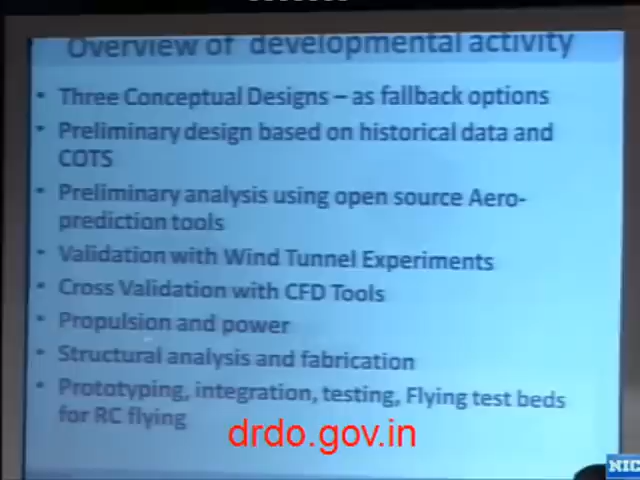 Overview of developmental activity
• Three Conceptual Designs – as fallback options
• Preliminary design based on historical data and
COTS
• Preliminary analysis using open source Aero-
prediction tools
• Validation with Wind Tunnel Experiments
• Cross Validation with CFD Tools
• Propulsion and power
• Structural analysis and fabrication
• Prototyping, integration, testing, Flying test beds
for RC flying
drdo.gov.in
NIC